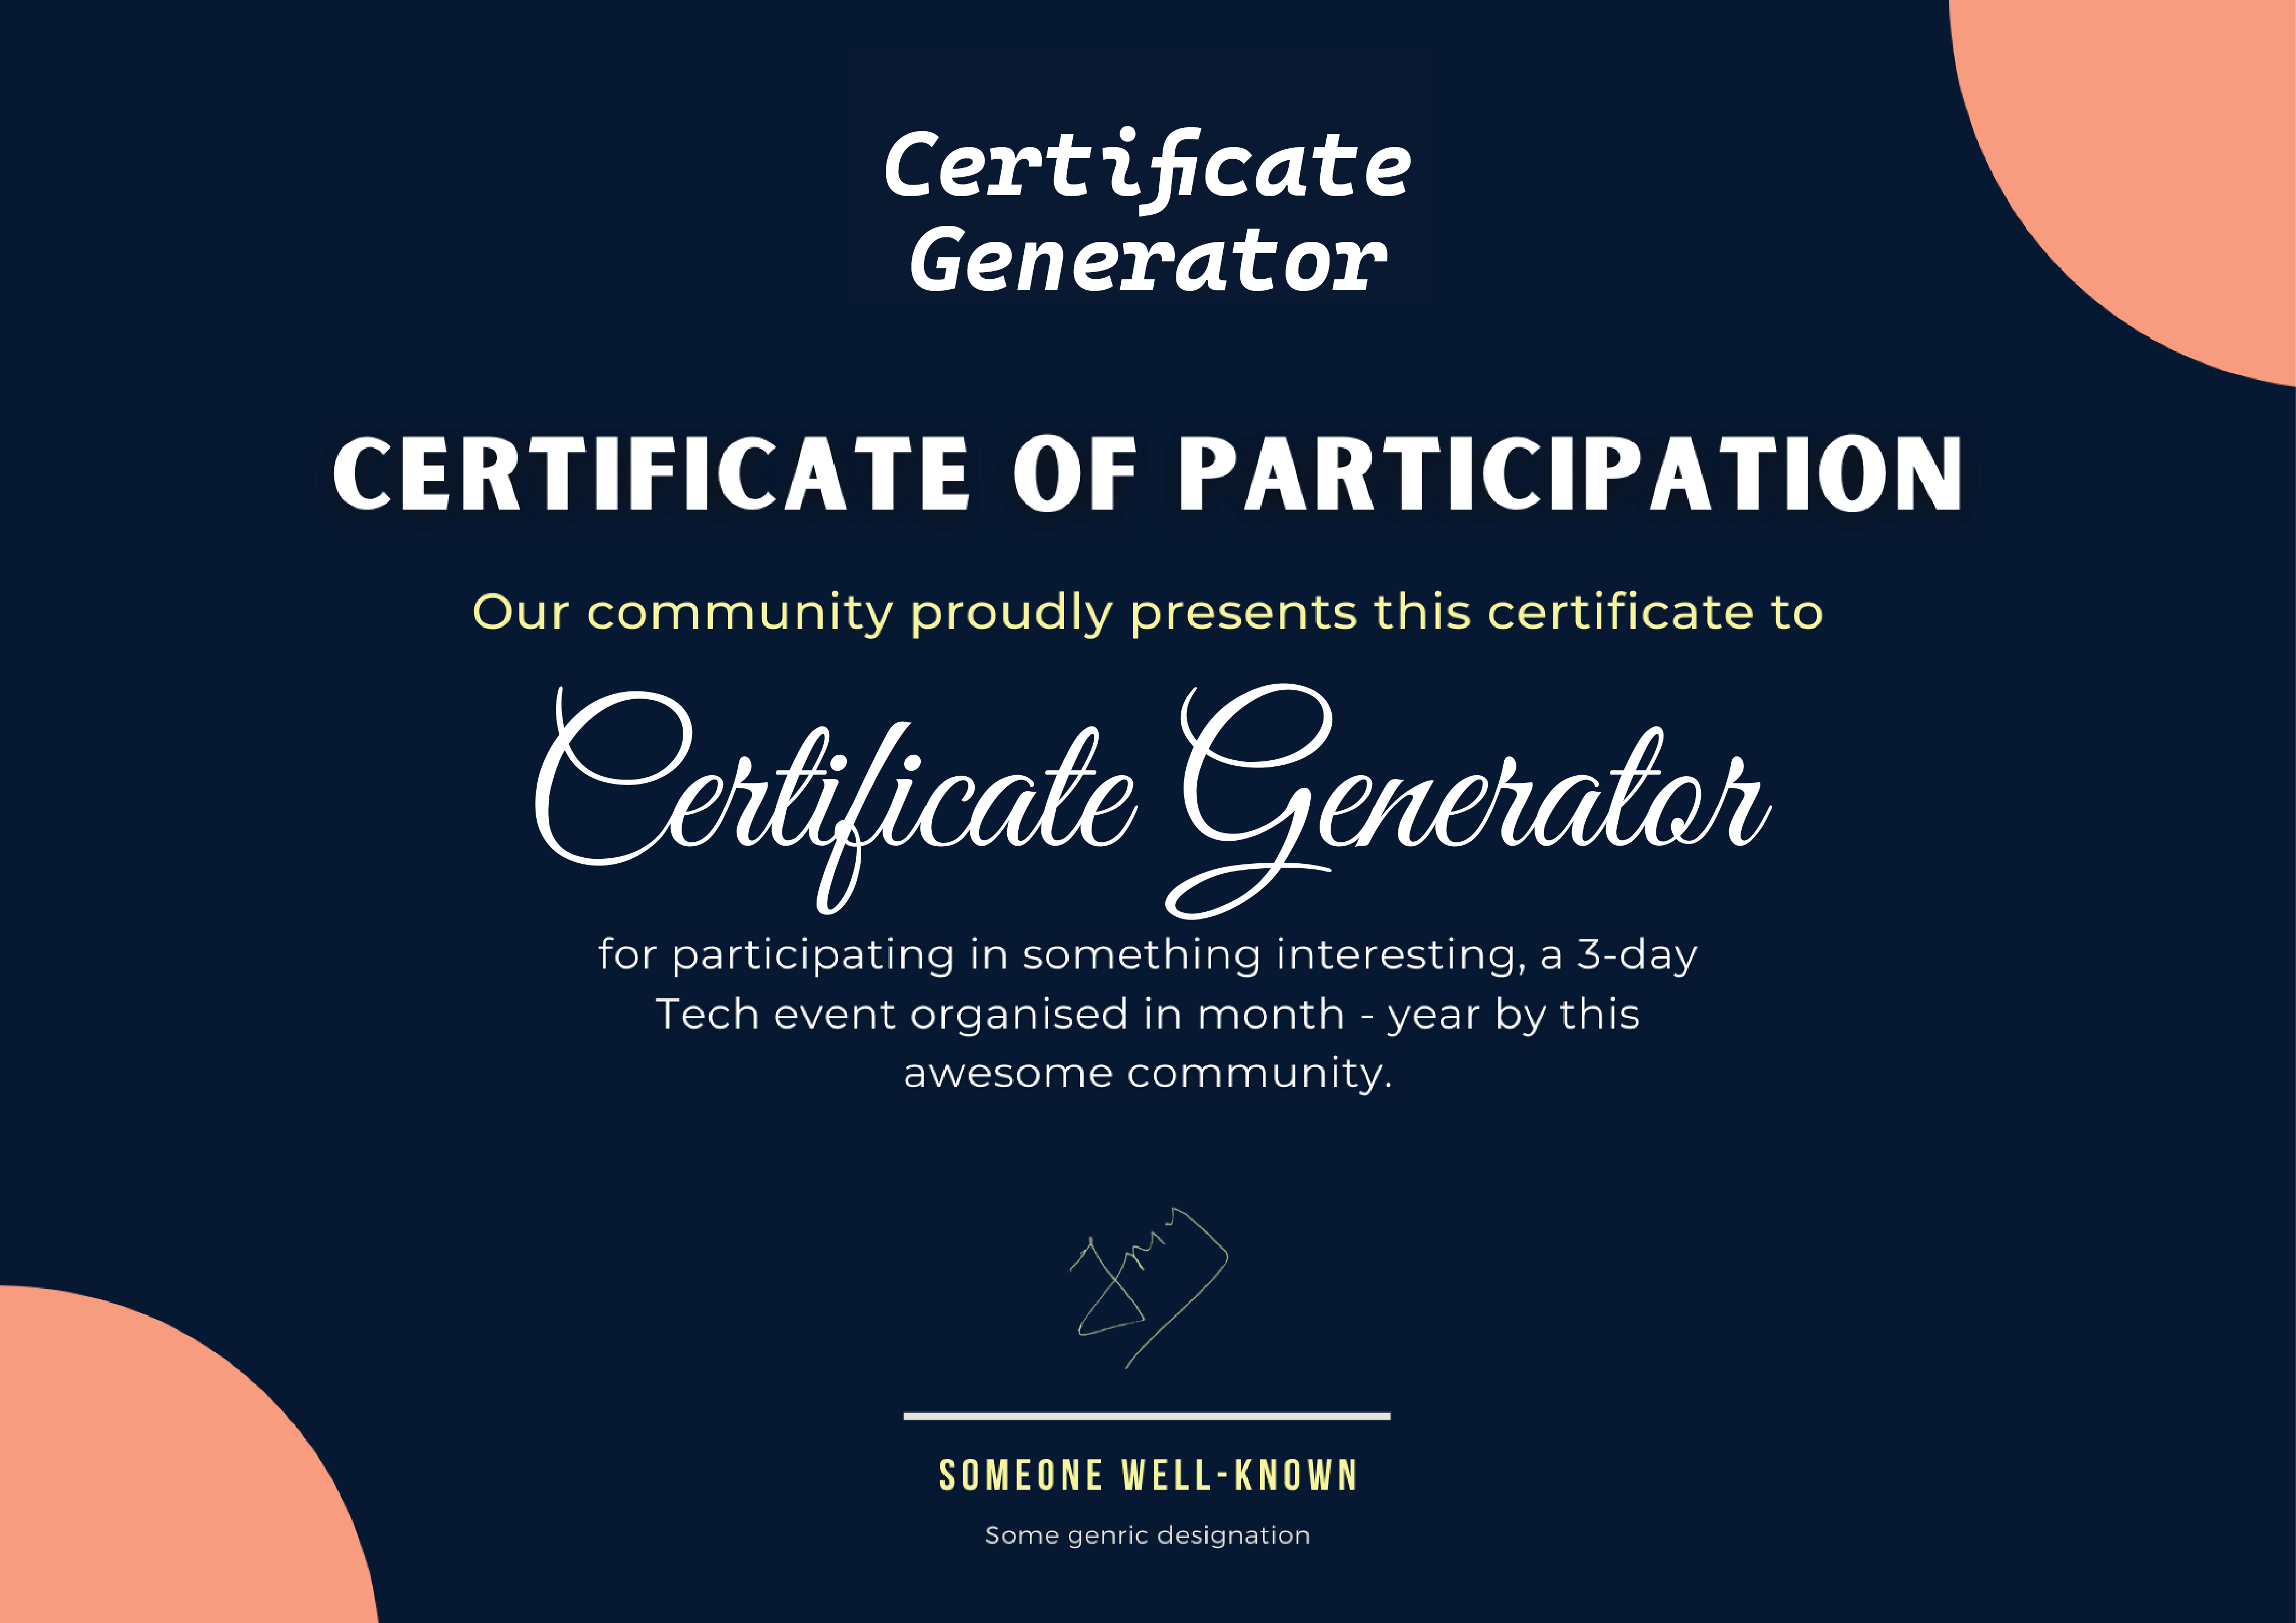 Certificate
Generator
CERTIFICATE OF PARTICIPATION
Our community proudly presents this certificate to
Certificate Generator
for participating in something interesting, a 3-day
Tech event organised in month - year by this
awesome community.
SOMEONE WELL-KNOWN
Some genric designation